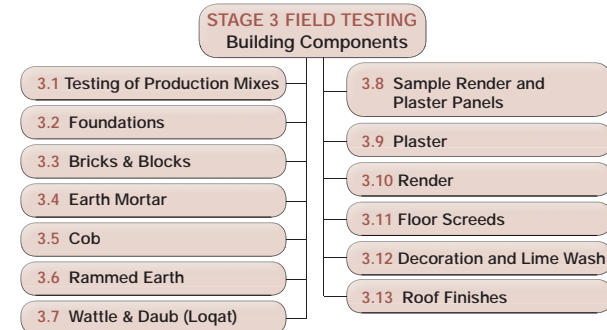 STAGE 3 FIELD TESTING
Building Components
3.1 Testing of Production Mixes
3.2 Foundations
3.3 Bricks & Blocks
3.4 Earth Mortar
3.5 Cob
3.6 Rammed Earth
3.7 Wattle & Daub (Loqat)
3.8 Sample Render and
Plaster Panels
3.9 Plaster
3.10 Render
3.11 Floor Screeds
3.12 Decoration and Lime Wash
3.13 Roof Finishes